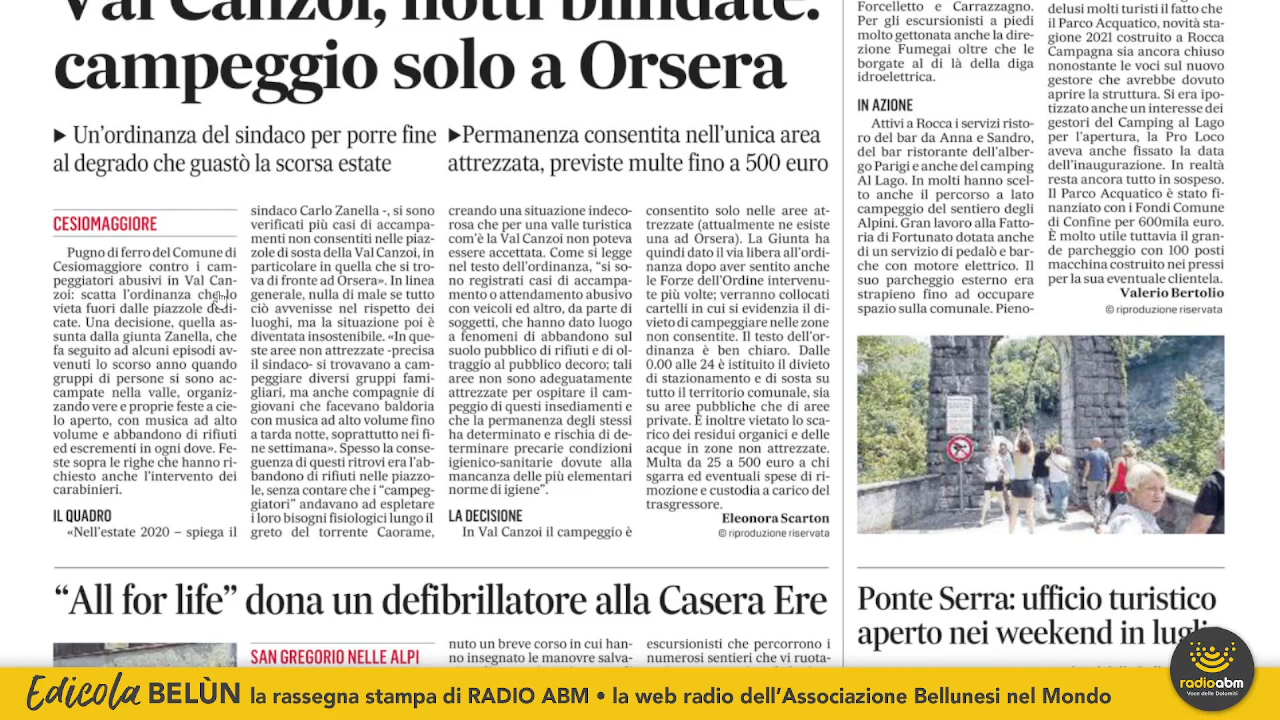 Val Canzoi, notti blindate:
campeggio solo a Orsera
▶ Un'ordinanza del sindaco per porre fine
al degrado che guastò la scorsa estate
▶Permanenza consentita nell'unica area
attrezzata, previste multe fino a 500 euro
CESIOMAGGIORE
Pugno di ferro del Comune di
Cesiomaggiore contro i cam-
peggiatori abusivi in Val Can-
zoi: scatta l'ordinanza che lo
vieta fuori dalle piazzole dedi-
cate. Una decisione, quella as-
sunta dalla giunta Zanella, che
fa seguito ad alcuni episodi av-
venuti lo scorso anno quando
gruppi di persone si sono ac-
campate nella valle, organiz-
zando vere e proprie feste a cie-
lo aperto, con musica ad alto
volume e abbandono di rifiuti
ed escrementi in ogni dove. Fe-
ste sopra le righe che hanno ri-
chiesto anche l'intervento dei
carabinieri.
IL QUADRO
«Nell'estate 2020 – spiega il
sindaco Carlo Zanella -, si sono
verificati più casi di accampa-
menti non consentiti nelle piaz-
zole di sosta della Val Canzoi, in
particolare in quella che si tro-
va di fronte ad Orsera». In linea
generale, nulla di male se tutto
ciò avvenisse nel rispetto dei
luoghi, ma la situazione poi è
diventata insostenibile. «In que-
ste aree non attrezzate -precisa
il sindaco- si trovavano a cam-
peggiare diversi gruppi fami-
gliari, ma anche compagnie di
giovani che facevano baldoria
con musica ad alto volume fino
a tarda notte, soprattutto nei fi-
ne settimana». Spesso la conse-
guenza di questi ritrovi era l'ab-
bandono di rifiuti nelle piazzo-
le, senza contare che i “campeg-
giatori” andavano ad espletare
i loro bisogni fisiologici lungo il
greto del torrente Caorame,
creando una situazione indeco-
rosa che per una valle turistica
com'è la Val Canzoi non poteva
essere accettata. Come si legge
nel testo dell'ordinanza, “si so-
no registrati casi di accampa-
mento o attendamento abusivo
con veicoli ed altro, da parte di
soggetti, che hanno dato luogo
a fenomeni di abbandono sul
suolo pubblico di rifiuti e di ol-
traggio al pubblico decoro; tali
aree non sono adeguatamente
attrezzate per ospitare il cam-
peggio di questi insediamenti e
che la permanenza degli stessi
ha determinato e rischia di de-
terminare precarie condizioni
igienico-sanitarie dovute alla
mancanza delle più elementari
norme di igiene”.
LA DECISIONE
In Val Canzoi il campeggio è
consentito solo nelle aree at-
trezzate (attualmente ne esiste
una ad Orsera). La Giunta ha
quindi dato il via libera all'ordi-
nanza dopo aver sentito anche
le Forze dell'Ordine intervenu-
te più volte; verranno collocati
cartelli in cui si evidenzia il di-
vieto di campeggiare nelle zone
non consentite. Il testo dell'or-
dinanza è ben chiaro. Dalle
0.00 alle 24 è istituito il divieto
di stazionamento e di sosta su
tutto il territorio comunale, sia
su aree pubbliche che di aree
private. È inoltre vietato lo sca-
rico dei residui organici e delle
acque in zone non attrezzate.
Multa da 25 a 500 euro a chi
sgarra ed eventuali spese di ri-
mozione e custodia a carico del
trasgressore.
Eleonora Scarton
© riproduzione riservata
Forcelletto e Carrazzagno.
Per gli escursionisti a piedi
molto gettonata anche la dire-
zione Fumegai oltre che le
borgate al di là della diga
idroelettrica.
IN AZIONE
Attivi a Rocca i servizi risto-
ro del bar da Anna e Sandro,
del bar ristorante dell'alber-
go Parigi e anche del camping
Al Lago. In molti hanno scel-
to anche il percorso a lato
campeggio del sentiero degli
Alpini. Gran lavoro alla Fatto-
ria di Fortunato dotata anche
di un servizio di pedalò e bar-
che con motore elettrico. Il
suo parcheggio esterno era
strapieno fino ad occupare
spazio sulla comunale. Pieno-
delusi molti turisti il fatto che
il Parco Acquatico, novità sta-
gione 2021 costruito a Rocca
Campagna sia ancora chiuso
nonostante le voci sul nuovo
gestore che avrebbe dovuto
aprire la struttura. Si era ipo-
tizzato anche un interesse dei
gestori del Camping al Lago
per l'apertura, la Pro Loco
aveva anche fissato la data
dell'inaugurazione. In realtà
resta ancora tutto in sospeso.
Il Parco Acquatico è stato fi-
nanziato con i Fondi Comune
di Confine per 600mila euro.
È molto utile tuttavia il gran-
de parcheggio con 100 posti
macchina costruito nei pressi
per la sua eventuale clientela.
Valerio Bertolio
© riproduzione riservata
“All for life” dona un defibrillatore alla Casera Ere
SAN GREGORIO NELLE ALPI
nuto un breve corso in cui han-
no insegnato le manovre salva-
escursionisti che percorrono i
numerosi sentieri che vi ruota-
Ponte Serra: ufficio turistico
aperto nei weekend in luglio
Edicola BELÙN la rassegna stampa di RADIO ABM • la web radio dell'Associazione Bellunesi nel Mondo
radioabm
Voce delle Dolomiti